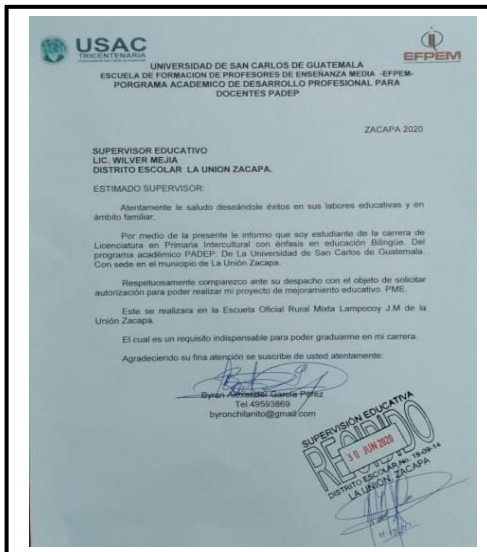 USAC
TRICENTENARIA
EFPEM
UNIVERSIDAD DE SAN CARLOS DE GUATEMALA
ESCUELA DE FORMACION DE PROFESORES DE ENSEÑANZA MEDIA -EFPEM-
PORGRAMA ACADEMICO DE DESARROLLO PROFESIONAL PARA
DOCENTES PADEP
ZACAPA 2020
SUPERVISOR EDUCATIVO
LIC. WILVER MEJIA
DISTRITO ESCOLAR LA UNION ZACAPA.
ESTIMADO SUPERVISOR:
Atentamente le saludo deseándole éxitos en sus labores educativas y en
ámbito familiar.
Por medio de la presente le informo que soy estudiante de la carrera de
Licenciatura en Primaria Intercultural con énfasis en educación Bilingüe. Del
programa académico PADEP. De La Universidad de San Carlos de Guatemala.
Con sede en el municipio de La Unión Zacapa.
Respetuosamente comparezco ante su despacho con el objeto de solicitar
autorización para poder realizar mi proyecto de mejoramiento educativo. PME.
Este se realizara en la Escuela Oficial Rural Mixta Lampocoy J.M de la
Unión Zacapa.
El cual es un requisito indispensable para poder graduarme en mi carrera.
Agradeciendo su fina atención se suscribe de usted atentamente:
Byron Alexander García Pérez
Tel 49593869
byronchilanito@gmail.com
SUPERVISIÓN EDUCATIVA
RECIBIDO
30 JUN 2020
DISTRITO ESCOLAR No. 19-09-14
LA UNIÓN, ZACAPA